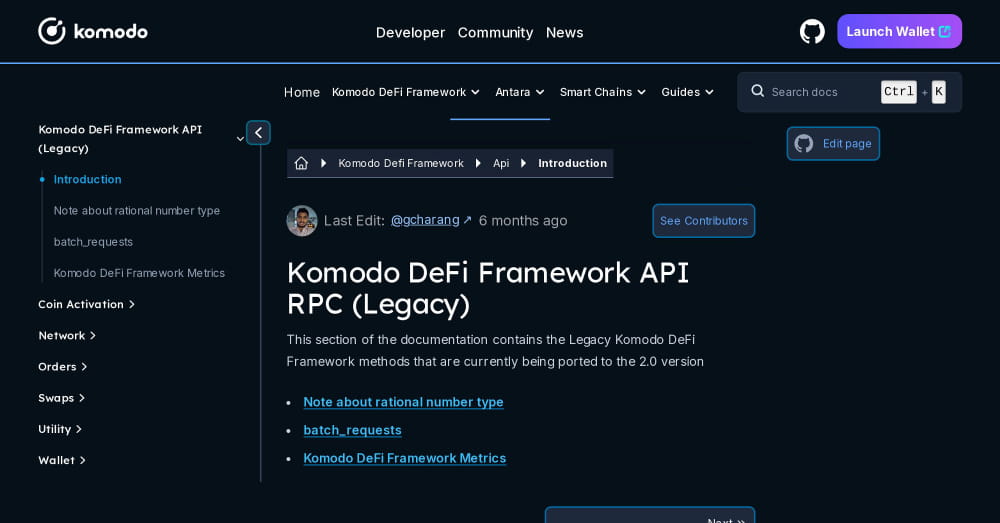 komodo
Developer Community News
Launch Wallet
Home Komodo DeFi Framework Antara Smart Chains Guides
Search docs Ctrl + K
Komodo DeFi Framework API
(Legacy)
Introduction
Note about rational number type
batch_requests
Komodo DeFi Framework Metrics
Coin Activation
Network
Orders
Swaps
Utility
Wallet
Edit page
Komodo Defi Framework Api Introduction
Last Edit: @gcharang ↗ 6 months ago
See Contributors
Komodo DeFi Framework API
RPC (Legacy)
This section of the documentation contains the Legacy Komodo DeFi
Framework methods that are currently being ported to the 2.0 version
• Note about rational number type
• batch_requests
• Komodo DeFi Framework Metrics
Next »